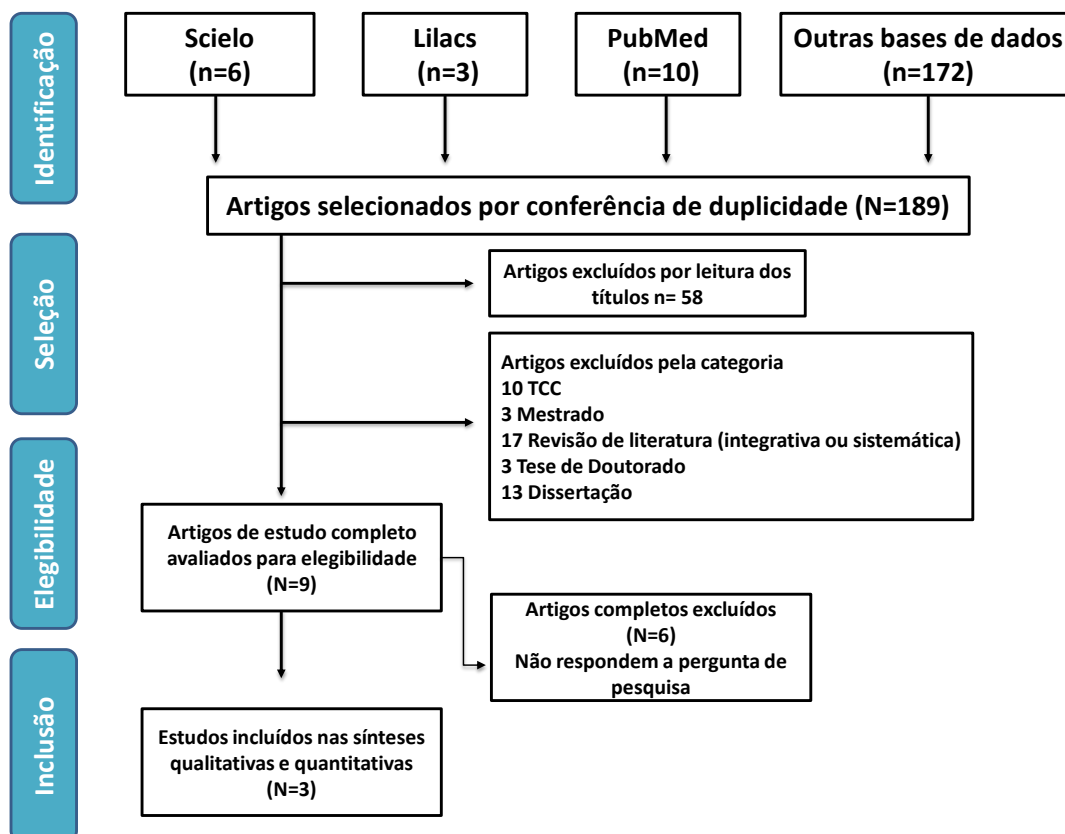 Identificação
Scielo
(n=6)
Lilacs
(n=3)
PubMed
(n=10)
Outras bases de dados
(n=172)
Artigos selecionados por conferência de duplicidade (N=189)
Seleção
Artigos excluídos por leitura dos
títulos n= 58
Artigos excluídos pela categoria
10 TCC
3 Mestrado
17 Revisão de literatura (integrativa ou sistemática)
3 Tese de Doutorado
13 Dissertação
Elegibilidade
Artigos de estudo completo
avaliados para elegibilidade
(N=9)
Artigos completos excluídos
(N=6)
Não respondem a pergunta de
pesquisa
Inclusão
Estudos incluídos nas sínteses
qualitativas e quantitativas
(N=3)